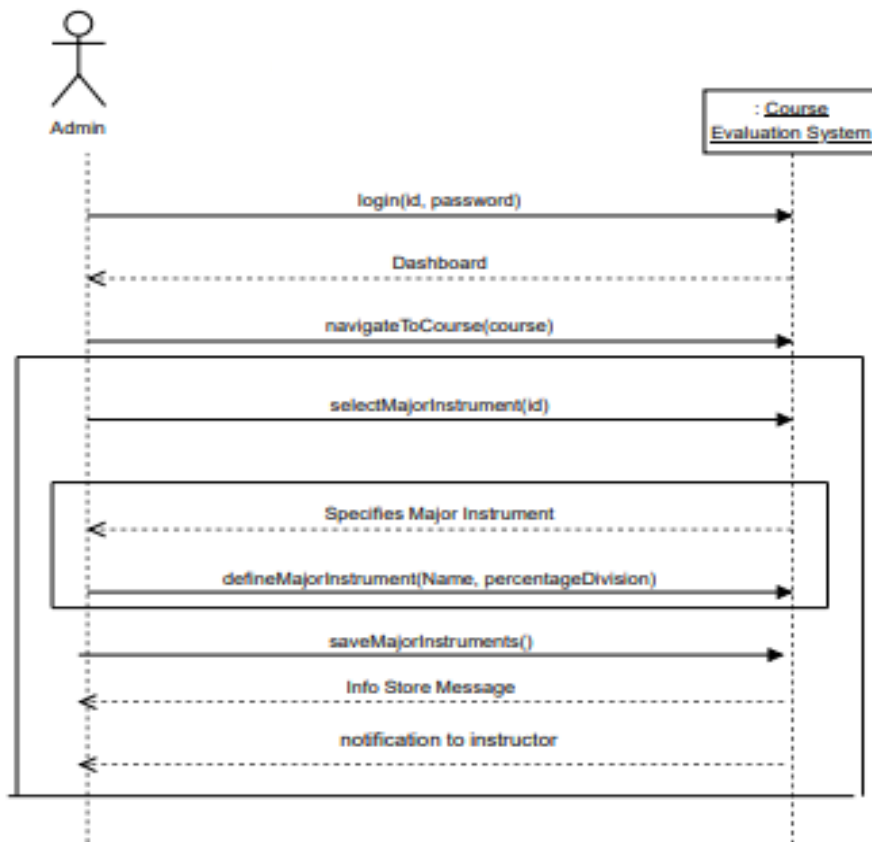 : Course
Evaluation System
Admin
login(id, password)
Dashboard
navigateToCourse(course)
selectMajorInstrument(id)
Specifies Major Instrument
defineMajorInstrument(Name, percentageDivision)
saveMajorInstruments()
Info Store Message
notification to instructor